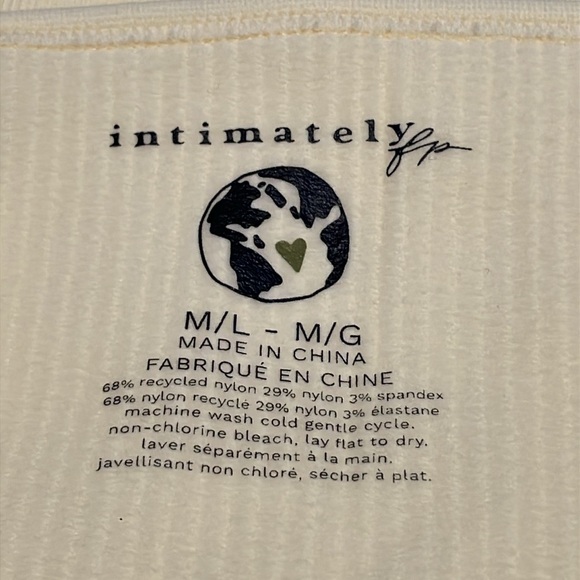 intimately fp
M/L - M/G
MADE IN CHINA
FABRIQUÉ EN CHINE
68% recycled nylon 29% nylon 3% spandex
68% nylon recyclé 29% nylon 3% élastane
machine wash cold gentle cycle.
non-chlorine bleach, lay flat to dry.
laver séparément à la main.
javellisant non chloré, sécher à plat.